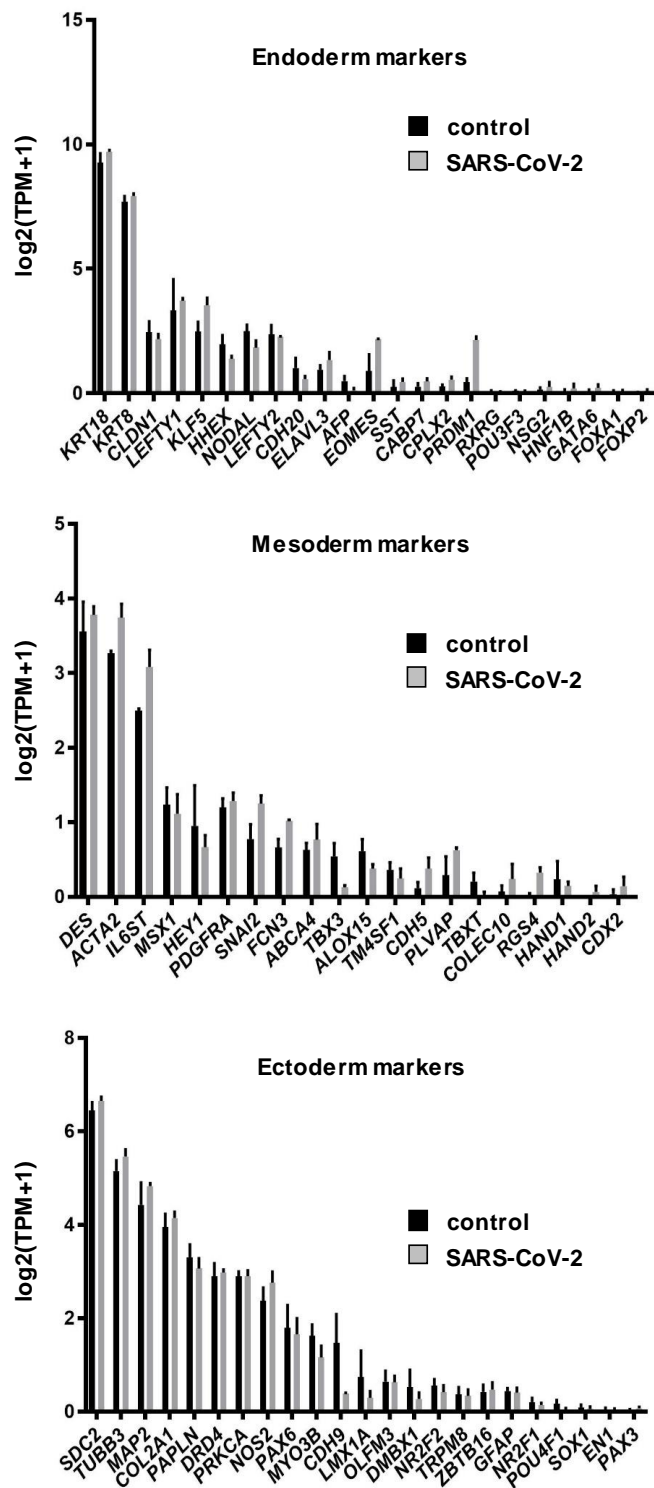 15
Endoderm markers
control
SARS-CoV-2
10
log2(TPM+1)
5
0
KRT18 KRT8 CLDN1 LEFTY1 KLF5 HHEX NODAL LEFTY2 CDH20 ELAVL3 AFP EOMES SST CABP7 CPLX2 PRDM1 RXRG POU3F3 NSG2 HNF1B GATA6 FOXA1 FOXP2
5
Mesoderm markers
4
control
SARS-CoV-2
3
log2(TPM+1)
2
1
0
DES ACTA2 IL6ST MSX1 HEY1 PDGFRA SNAI2 FCN3 ABCA4 TBX3 ALOX15 TM4SF1 CDH5 PLVAP TBXT COLEC10 RGS4 HAND1 HAND2 CDX2
8
Ectoderm markers
6
control
SARS-CoV-2
log2(TPM+1)
4
2
0
SDC2 TUBB3 MAP2 COL2A1 PAPLN DRD4 PRKCA NOS2 PAX6 MYO3B CDH9 LMX1A OLFM3 DMBX1 NR2F2 TRPM8 ZBTB16 GFAP NR2F1 POU4F1 SOX1 EN1 PAX3